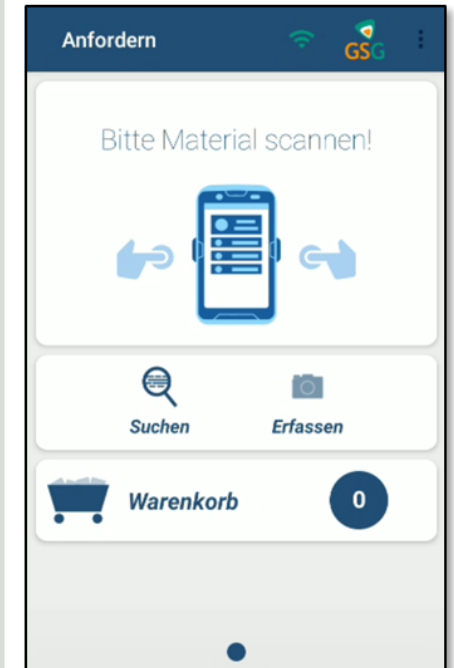 Anfordern
GSG
Bitte Material scannen!
Suchen
Erfassen
Warenkorb
0